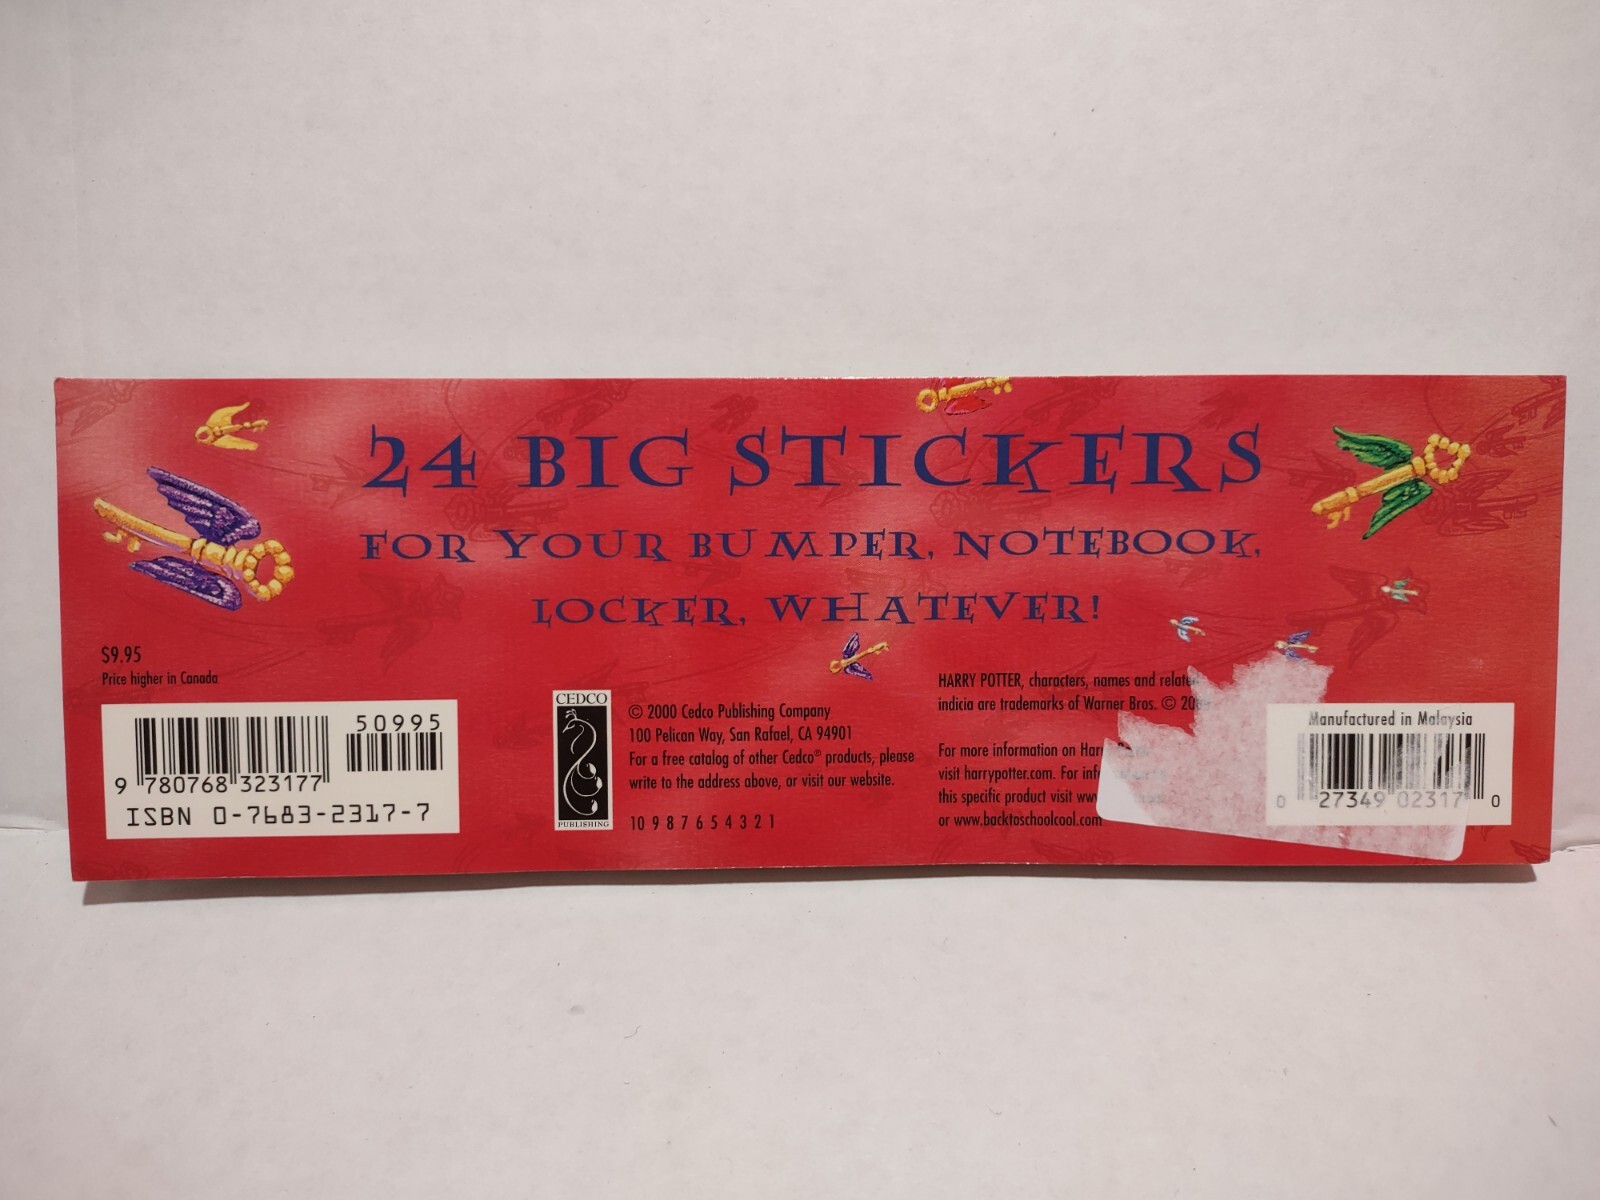 24 BIG STICKERS
FOR YOUR BUMPER, NOTEBOOK,
LOCKER, WHATEVER!
$9.95
Price higher in Canada
50995
9 780768 323177
ISBN 0-7683-2317-7
CEDCO
PUBLISHING
© 2000 Cedco Publishing Company
100 Pelican Way, San Rafael, CA 94901
For a free catalog of other Cedco® products, please
write to the address above, or visit our website.
10 9 8 7 6 5 4 3 2 1
HARRY POTTER, characters, names and related
indicia are trademarks of Warner Bros. ©
For more information on
visit harrypotter.com. For
this specific product visit
or www.backtoschoolcool.com
Manufactured in Malaysia
0 27349 02317 0